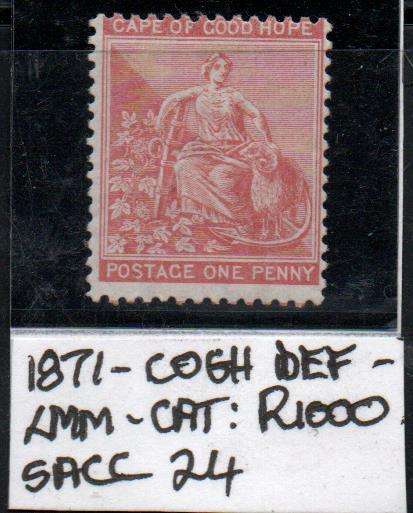 CAPE OF GOOD HOPE
POSTAGE ONE PENNY
1871 - COGH DEF -
LMM - CAT: R1000
SACC 24